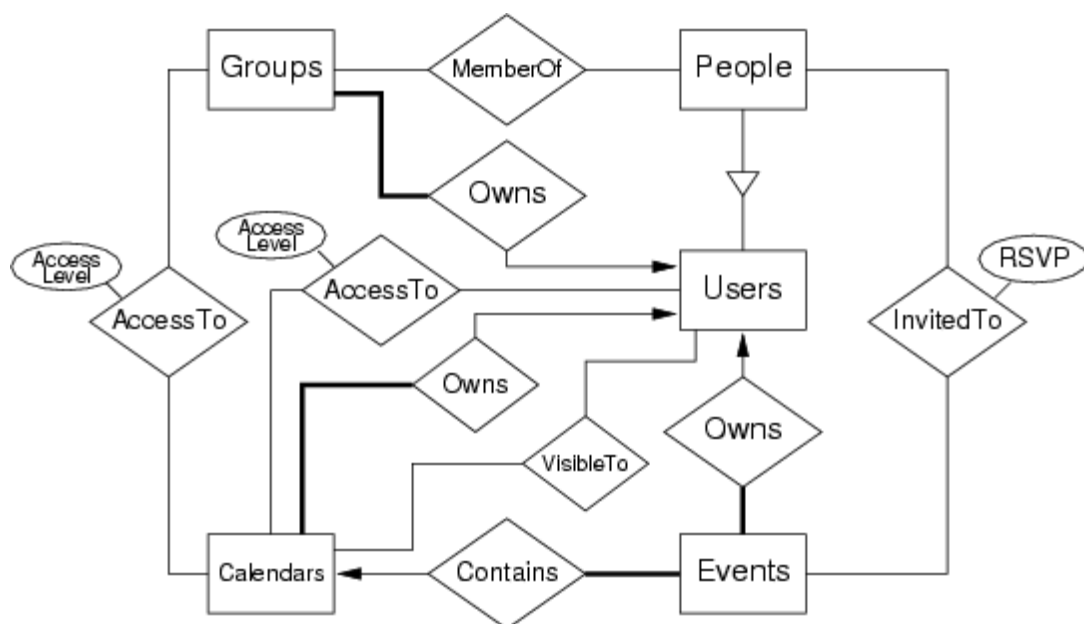 Groups
MemberOf
People
Owns
Access
Level
Access
Level
RSVP
AccessTo
Users
AccessTo
InvitedTo
Owns
Owns
VisibleTo
Calendars
Contains
Events